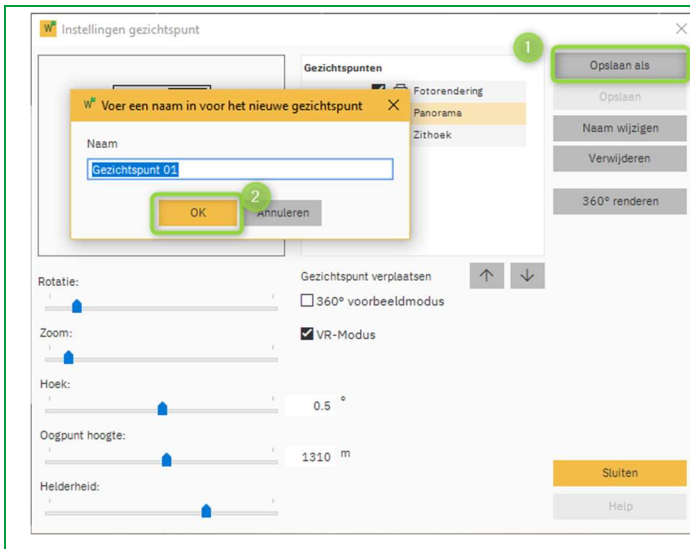 W Instellingen gezichtspunt
1
Gezichtspunten
Opslaan als
Fotorendering
Opslaan
W Voer een naam in voor het nieuwe gezichtspunt
Panorama
Naam wijzigen
Zithoek
Naam
Verwijderen
Gezichtspunt 01
2
OK
Annuleren
360° renderen
Rotatie:
Gezichtspunt verplaatsen
360° voorbeeldmodus
Zoom:
VR-Modus
Hoek:
0.5 °
Oogpunt hoogte:
1310 m
Helderheid:
Sluiten
Help